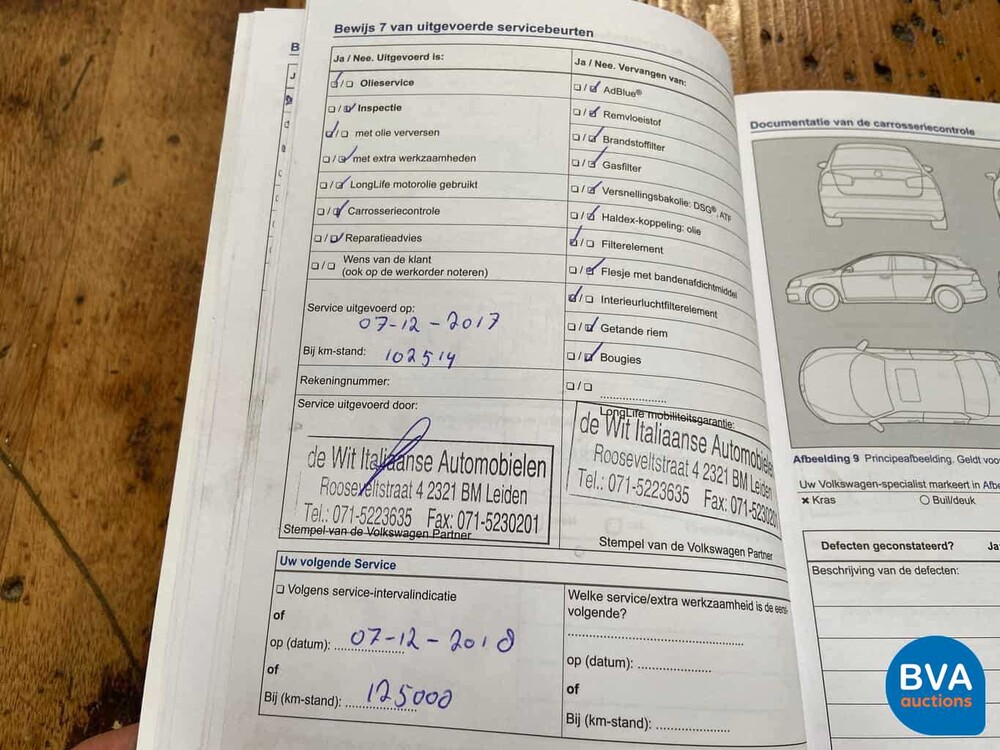 Bewijs 7 van uitgevoerde servicebeurten
Ja / Nee. Uitgevoerd is:
Olieservice
Inspectie
met olie verversen
met extra werkzaamheden
LongLife motorolie gebruikt
Carrosseriecontrole
Reparatieadvies
Wens van de klant
(ook op de werkorder noteren)
Service uitgevoerd op:
07-12-2017
Bij km-stand: 102514
Rekeningnummer:
Service uitgevoerd door:
de Wit Italiaanse Automobielen
Rooseveltstraat 4 2321 BM Leiden
Tel.: 071-5223635 Fax: 071-5230201
Stempel van de Volkswagen Partner
Ja / Nee. Vervangen van:
AdBlue®
Remvloeistof
Brandstoffilter
Gasfilter
Versnellingsbakolie: DSG®, ATF
Haldex-koppeling: olie
Filterelement
Flesje met bandenafdichtmiddel
Interieurluchtfilterelement
Getande riem
Bougies
LongLife mobiliteitsgarantie:
de Wit Italiaanse Automobiele
Rooseveltstraat 4 2321 BM Leiden
Tel.: 071-5223635 Fax: 071-5230201
Stempel van de Volkswagen Partner
Uw volgende Service
Volgens service-intervalindicatie
of
op (datum): 07-12-2018
of
Bij (km-stand): 125000
Welke service/extra werkzaamheid is de
volgende?
op (datum):
of
Bij (km-stand):
Documentatie van de carrosseriecontrole
Afbeelding 9 Principeafbeelding. Geldt voo
Uw Volkswagen-specialist markeert in Afbe
× Kras Buil/deuk
Defecten geconstateerd? Ja
Beschrijving van de defecten:
BVA
auctions